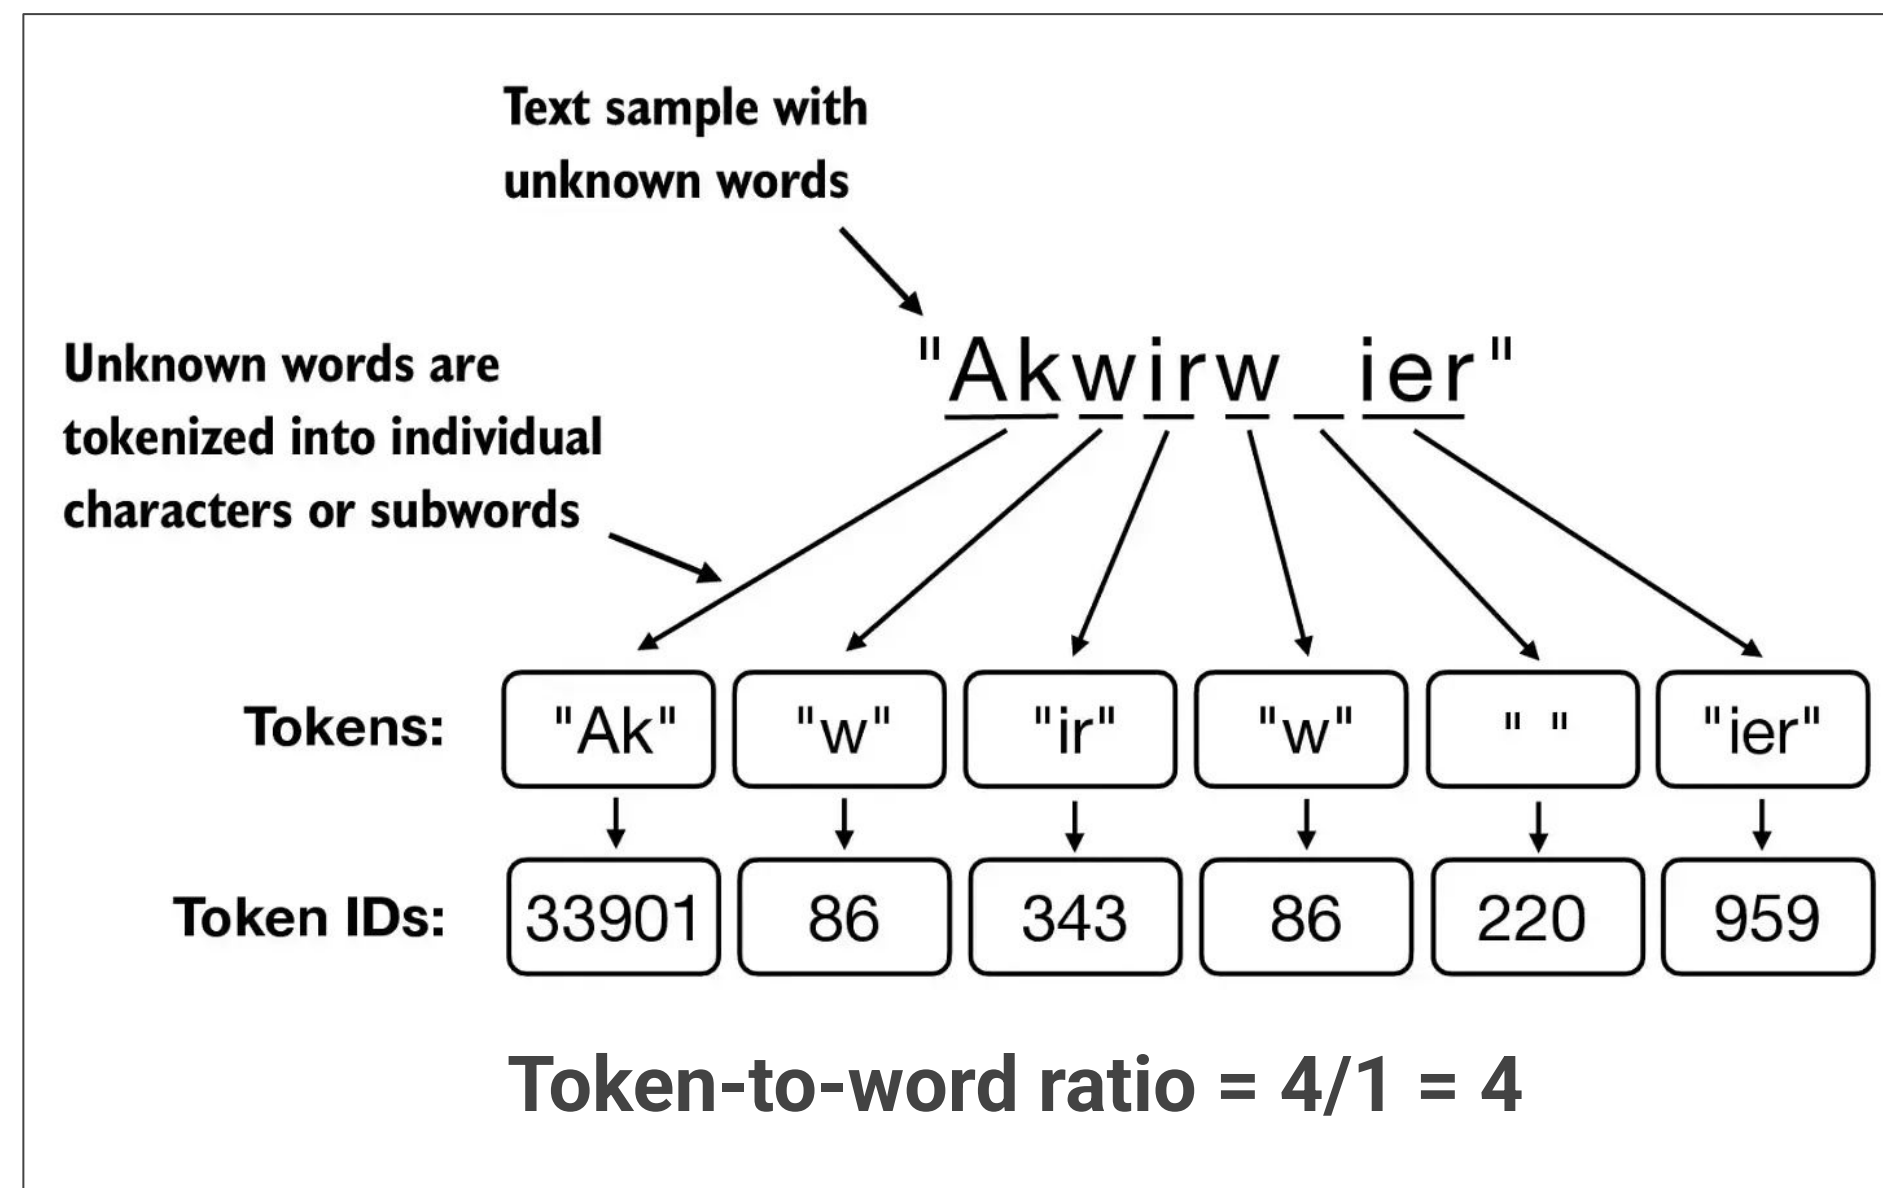 Text sample with
unknown words
"Akwirw ier"
Unknown words are
tokenized into individual
characters or subwords
Tokens: "Ak" "w" "ir" "w" " " "ier"
Token IDs: 33901 86 343 86 220 959
Token-to-word ratio = 4/1 = 4